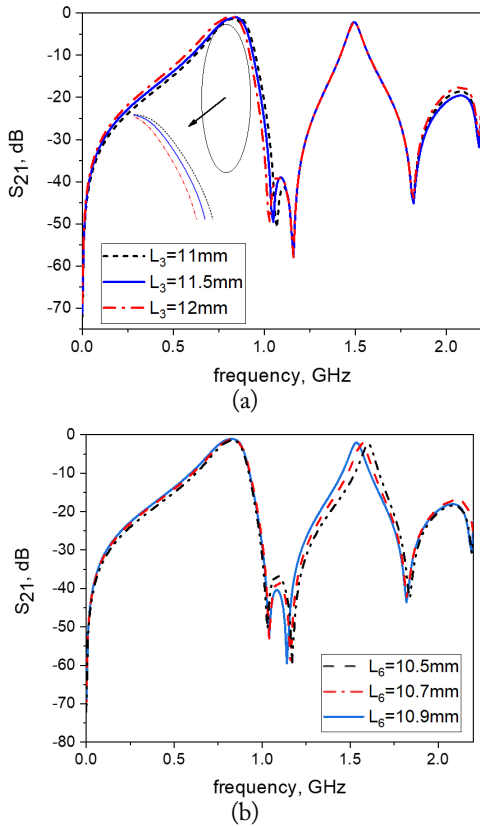 0
-10
-20
-30
-40
-50
-60
-70
S21, dB
L3=11mm
L3=11.5mm
L3=12mm
0.0 0.5 1.0 1.5 2.0
frequency, GHz
(a)
0
-10
-20
-30
-40
-50
-60
-70
-80
S21, dB
L6=10.5mm
L6=10.7mm
L6=10.9mm
0.0 0.5 1.0 1.5 2.0
frequency, GHz
(b)